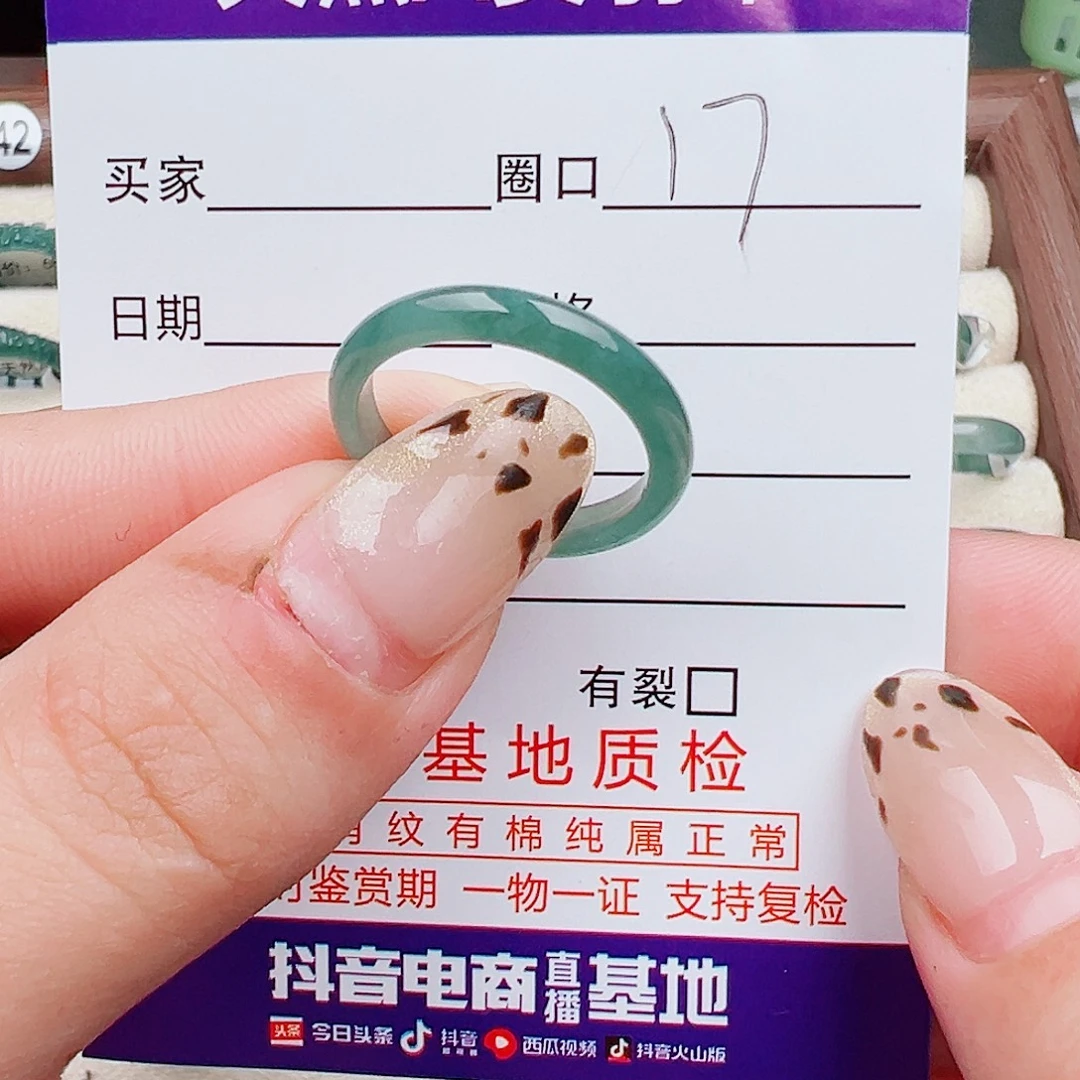 42
买家 圈口 17
日期
有裂
基地质检
有纹有棉纯属正常
鉴赏期 一物一证 支持复检
抖音电商直播基地
头条 今日头条 抖音 西瓜视频 抖音火山版